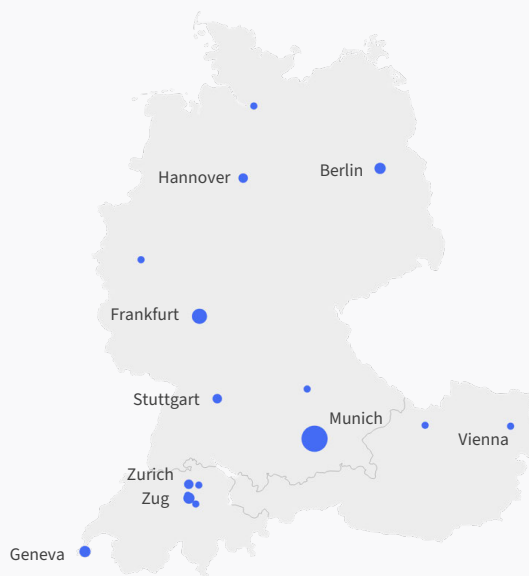 Hannover
Berlin
Frankfurt
Stuttgart
Munich
Vienna
Zurich
Zug
Geneva